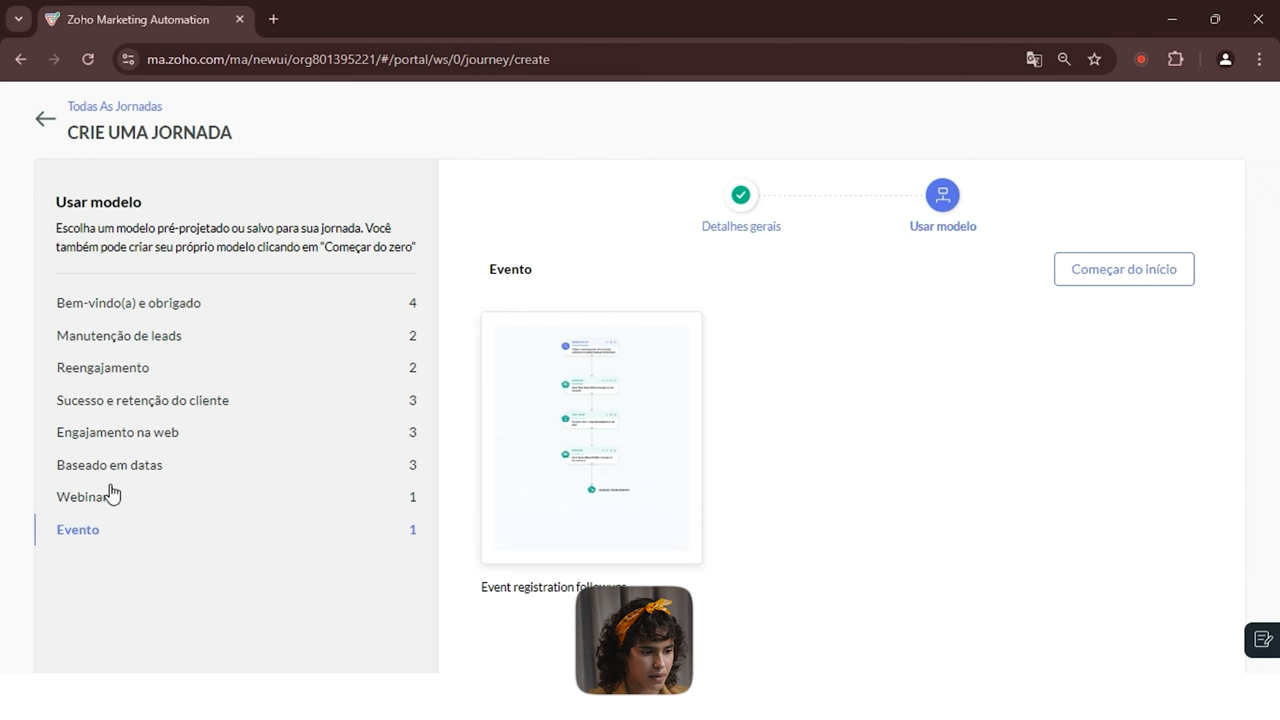 Zoho Marketing Automation
ma.zoho.com/ma/newui/org801395221/#/portal/ws/0/journey/create
Todas As Jornadas
CRIE UMA JORNADA
Usar modelo
Escolha um modelo pré-projetado ou salvo para sua jornada. Você
também pode criar seu próprio modelo clicando em "Começar do zero"
Bem-vindo(a) e obrigado 4
Manutenção de leads 2
Reengajamento 2
Sucesso e retenção do cliente 3
Engajamento na web 3
Baseado em datas 3
Webinar 1
Evento 1
Detalhes gerais
Usar modelo
Evento
Começar do início
Event registration